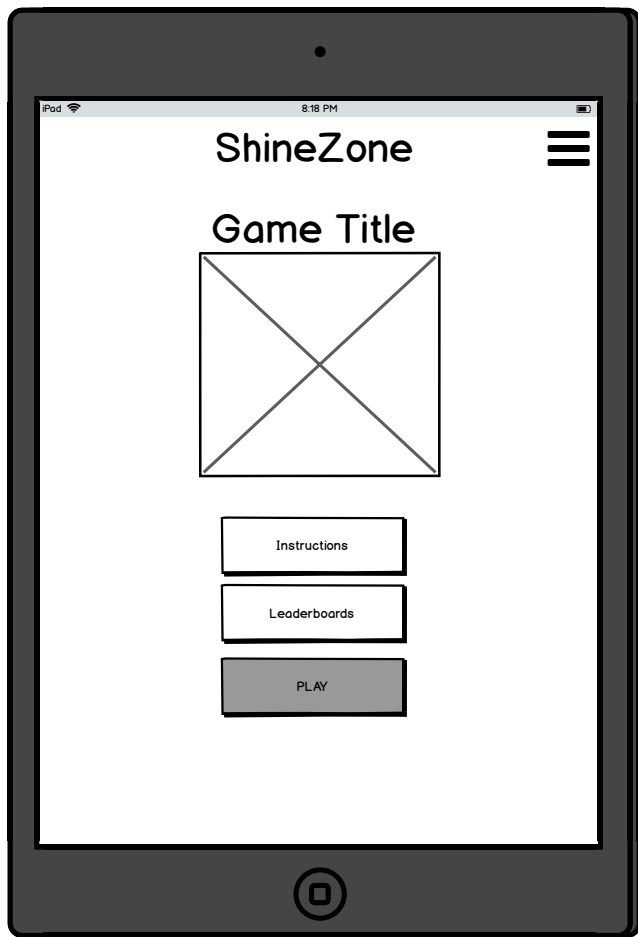 iPad 8:18 PM
ShineZone
Game Title
Instructions
Leaderboards
PLAY